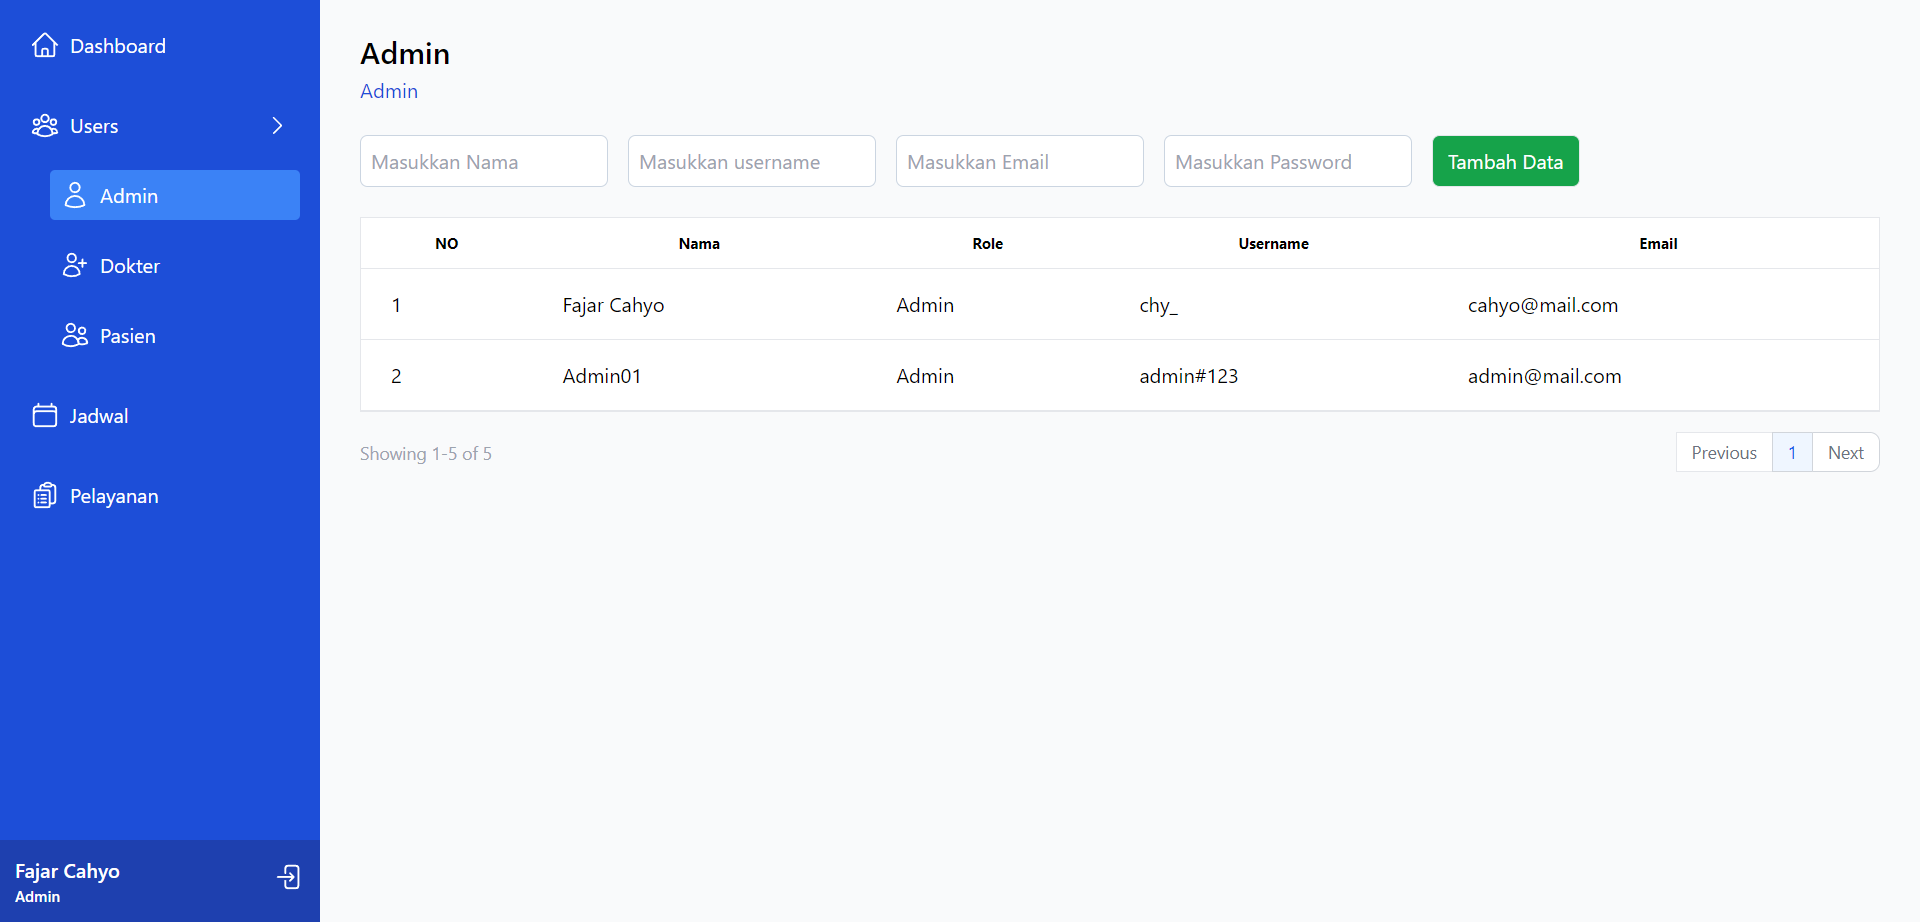 Dashboard
Users
Admin
Dokter
Pasien
Jadwal
Pelayanan
Fajar Cahyo
Admin
Admin
Admin
Masukkan Nama Masukkan username Masukkan Email Masukkan Password Tambah Data
NO Nama Role Username Email
1 Fajar Cahyo Admin chy_ cahyo@mail.com
2 Admin01 Admin admin#123 admin@mail.com
Showing 1-5 of 5 Previous 1 Next